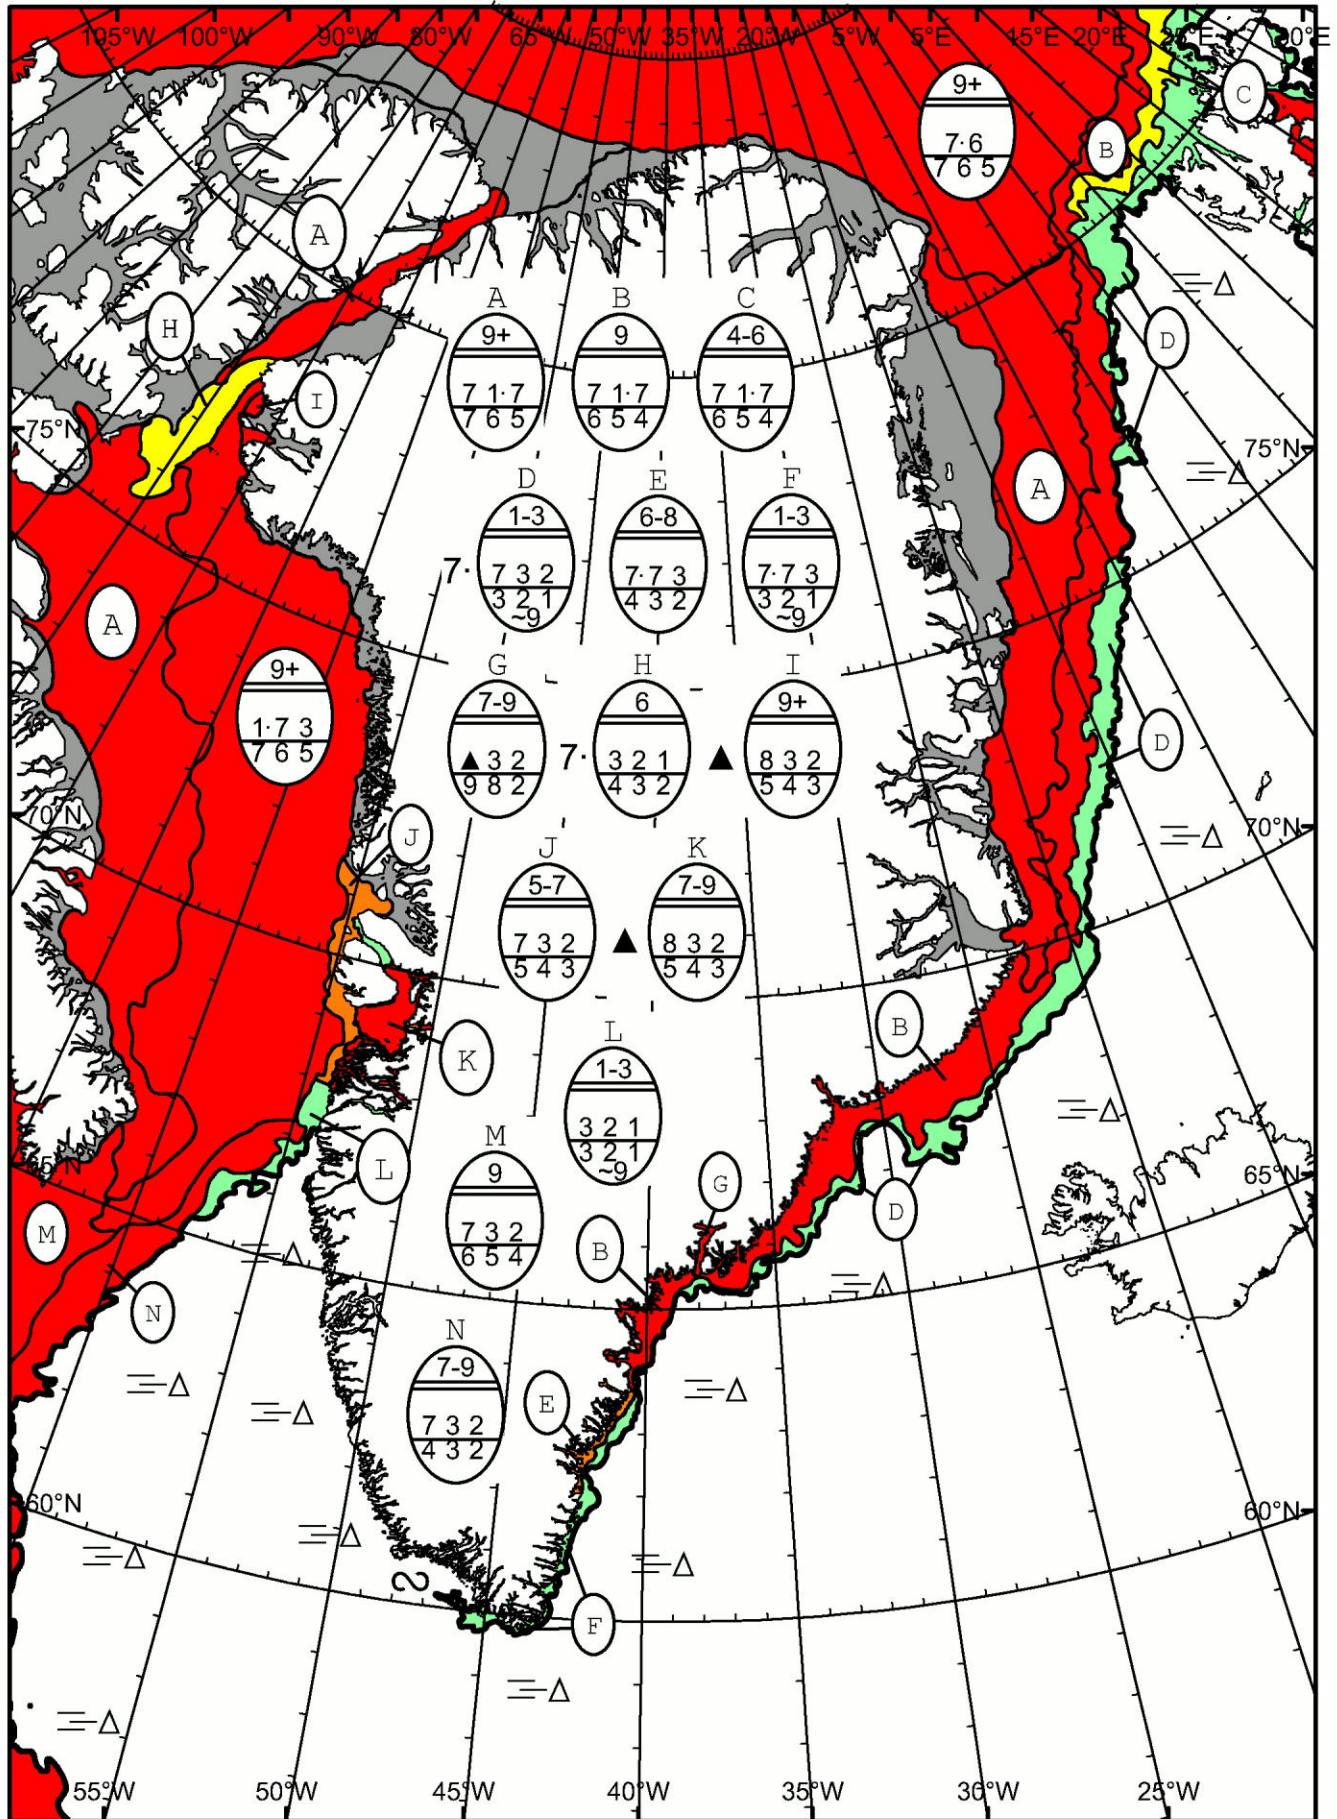 105°W 100°W 90°W 80°W 65°W 50°W 35°W 20°W 5°W 5°E 15°E 20°E 25°E
9+
7·6
7 6 5
B
C
A
H
I
D
A B C
9+ 9 4-6
7 1·7 7 1·7 7 1·7
7 6 5 6 5 4 6 5 4
75°N 75°N
D E F
1-3 6-8 1-3
7· 7 3 2 7·7 3 7·7 3
3 2 1 4 3 2 3 2 1
~9 ~9
A
A
9+
1·7 3
7 6 5
G H I
7-9 6 9+
▲ 3 2 7· 3 2 1 ▲ 8 3 2
9 8 2 4 3 2 5 4 3
D
70°N 70°N
J
J K
5-7 7-9
7 3 2 ▲ 8 3 2
5 4 3 5 4 3
B
K
L
1-3
3 2 1
3 2 1
~9
65°N 65°N
L
M
9
7 3 2
6 5 4
G
D
M
B
N
N
7-9
7 3 2
4 3 2
E
60°N 60°N
F
55°W 50°W 45°W 40°W 35°W 30°W 25°W